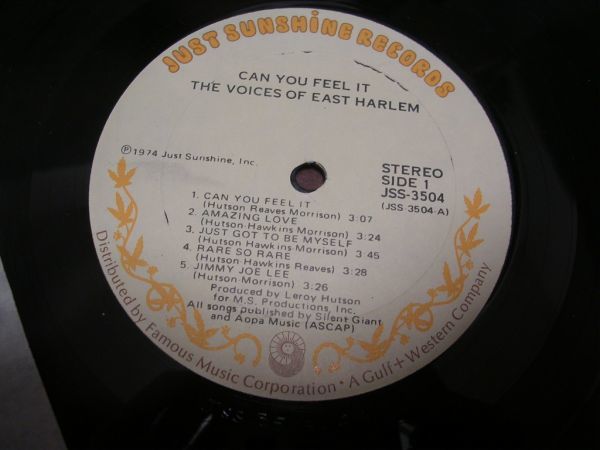 JUST SUNSHINE RECORDS
CAN YOU FEEL IT
THE VOICES OF EAST HARLEM
℗1974 Just Sunshine, Inc.
STEREO
SIDE 1
JSS-3504
(JSS 3504-A)
1. CAN YOU FEEL IT
(Hutson Reaves Morrison) 3:07
2. AMAZING LOVE
(Hutson-Hawkins Morrison) 3:24
3. JUST GOT TO BE MYSELF
(Hutson Hawkins Morrison) 3:45
4. RARE SO RARE
(Hutson-Hawkins Reaves) 3:28
5. JIMMY JOE LEE
(Hutson-Morrison) 3:26
Produced by Leroy Hutson
for M.S. Productions, Inc.
All songs published by Silent Giant
and Aopa Music (ASCAP)
Distributed by Famous Music Corporation • A Gulf + Western Company